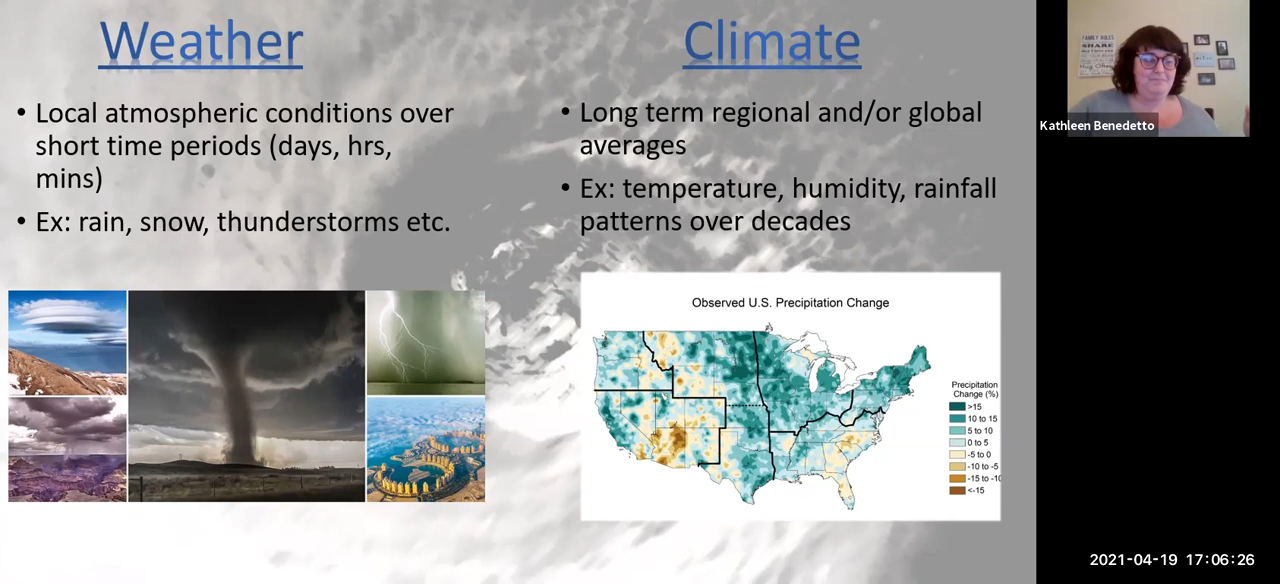 Weather
• Local atmospheric conditions over
short time periods (days, hrs,
mins)
• Ex: rain, snow, thunderstorms etc.
Climate
• Long term regional and/or global
averages
• Ex: temperature, humidity, rainfall
patterns over decades
Observed U.S. Precipitation Change
Precipitation
Change (%)
>15
10 to 15
5 to 10
0 to 5
-5 to 0
-10 to -5
-15 to -10
<-15
FAMILY RULES
SHARE
Kathleen Benedetto
2021-04-19 17:06:26